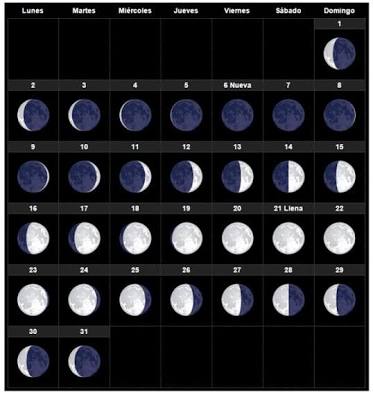 Lunes Martes Miércoles Jueves Viernes Sábado Domingo
1
2 3 4 5 6 Nueva 7 8
9 10 11 12 13 14 15
16 17 18 19 20 21 Llena 22
23 24 25 26 27 28 29
30 31